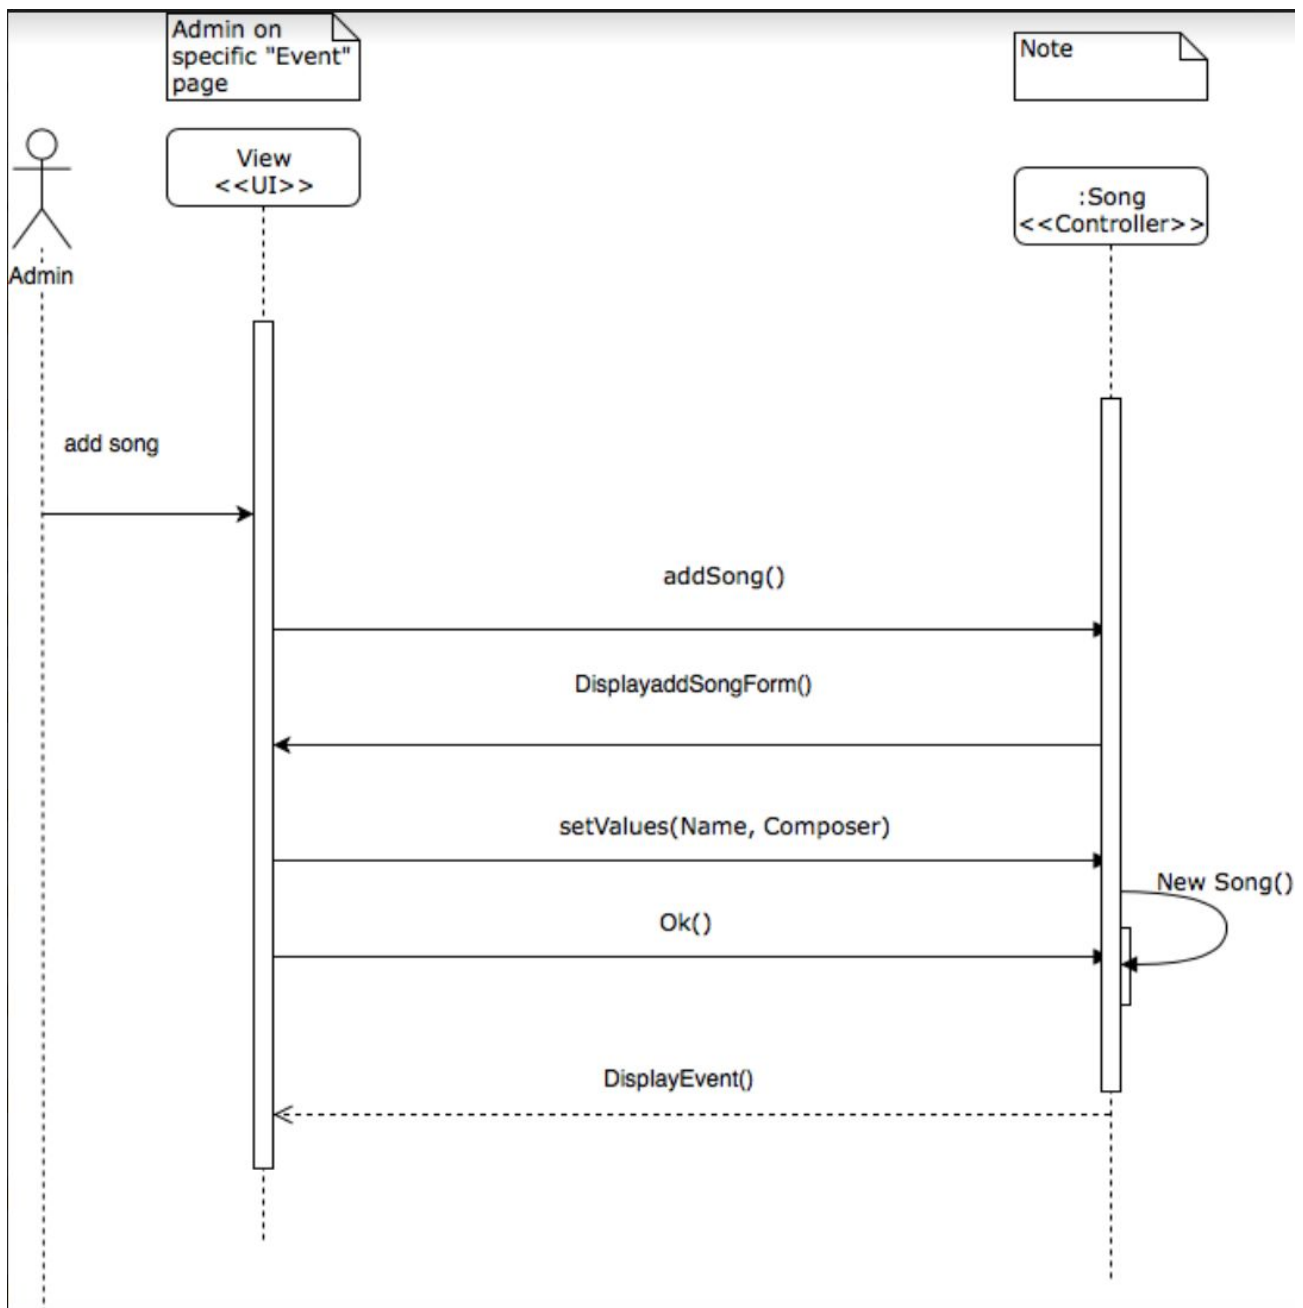 Admin on
specific "Event"
page
Note
View
<<UI>>
:Song
<<Controller>>
Admin
add song
addSong()
DisplayaddSongForm()
setValues(Name, Composer)
New Song()
Ok()
DisplayEvent()